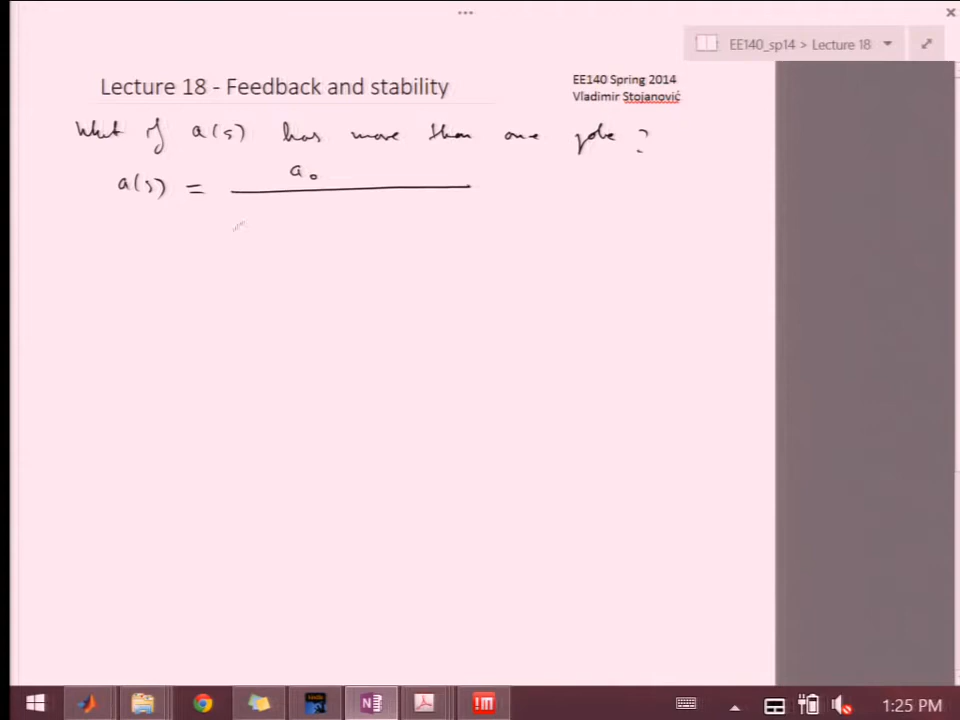 ...
EE140_sp14 > Lecture 18
Lecture 18 - Feedback and stability
EE140 Spring 2014
Vladimir Stojanović
What if a(s) has more than one pole ?
a(s) = a₀
1:25 PM